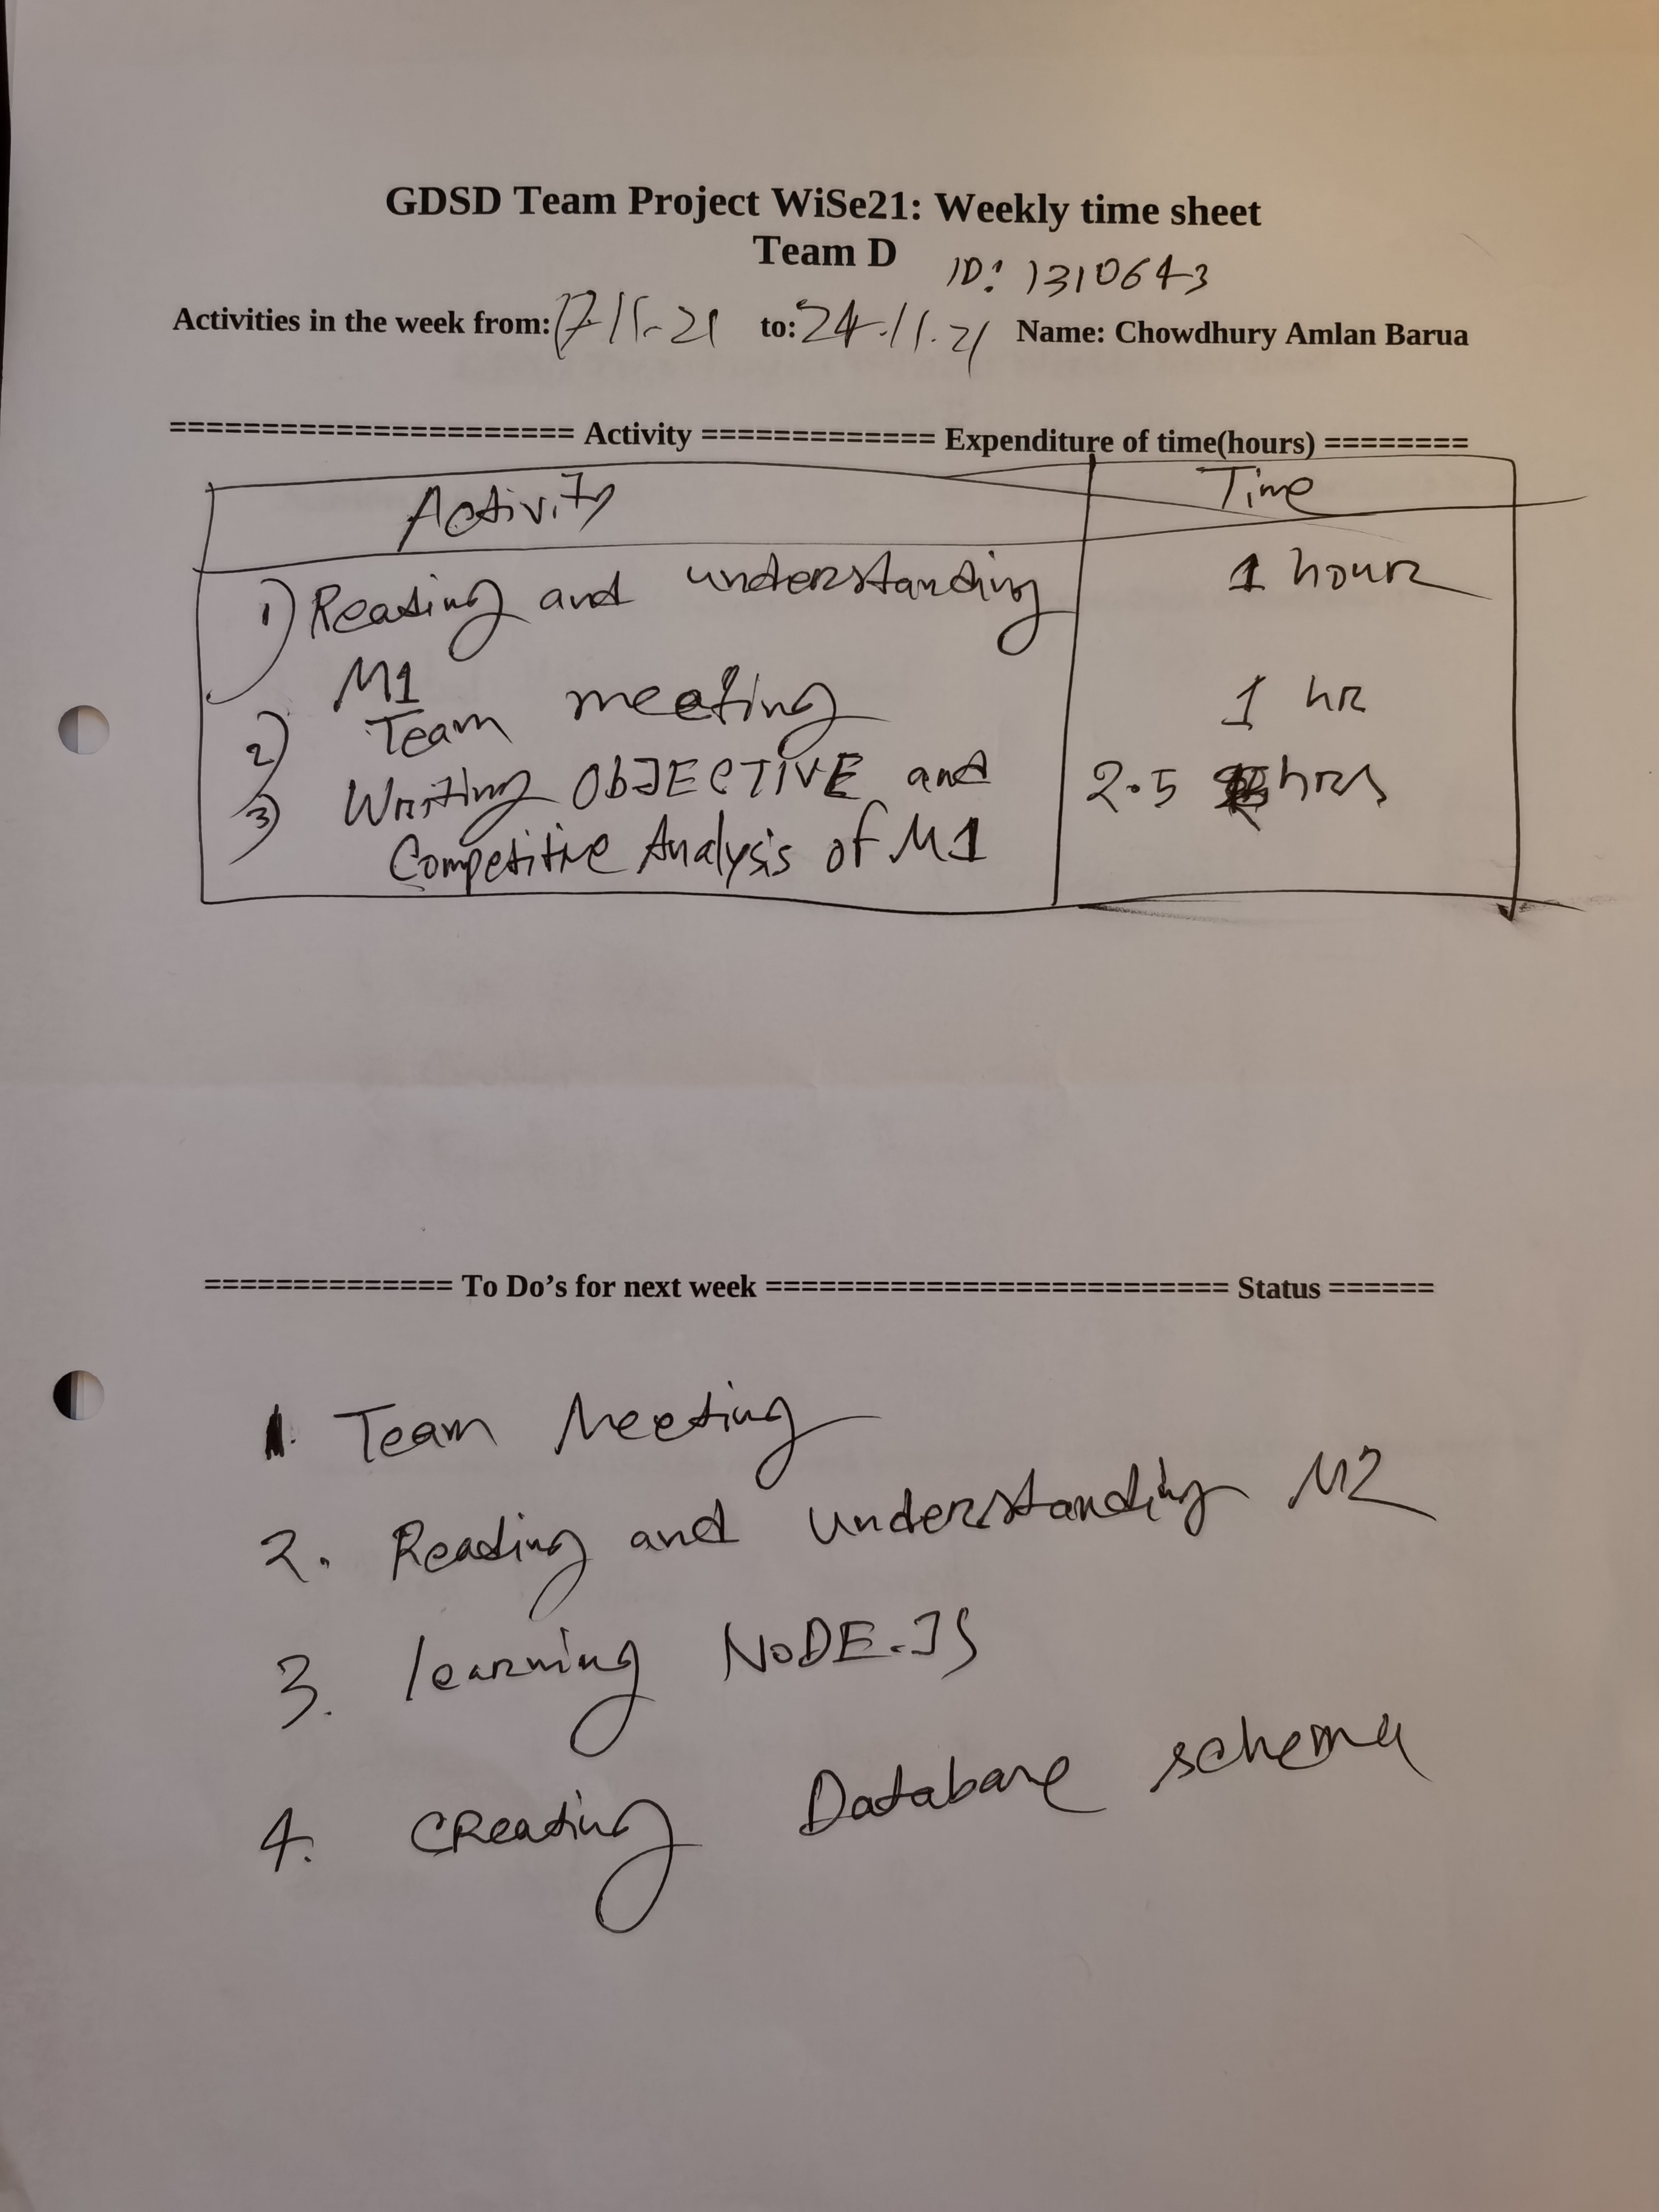 GDSD Team Project WiSe21: Weekly time sheet
Team D ID: 1310643
Activities in the week from: 17-11-21 to: 24.11.21 Name: Chowdhury Amlan Barua
====================== Activity ============= Expenditure of time(hours) ========
Activity Time
1) Reading and understanding 1 hour
M1
2) Team meeting 1 hr
3) Writing ObJECTIVE and 2.5 hrs
Competitive Analysis of M1
============== To Do's for next week ========================== Status ======
1. Team Meeting
2. Reading and understanding M2
3. learning NODE.JS
4. Creating Database schema